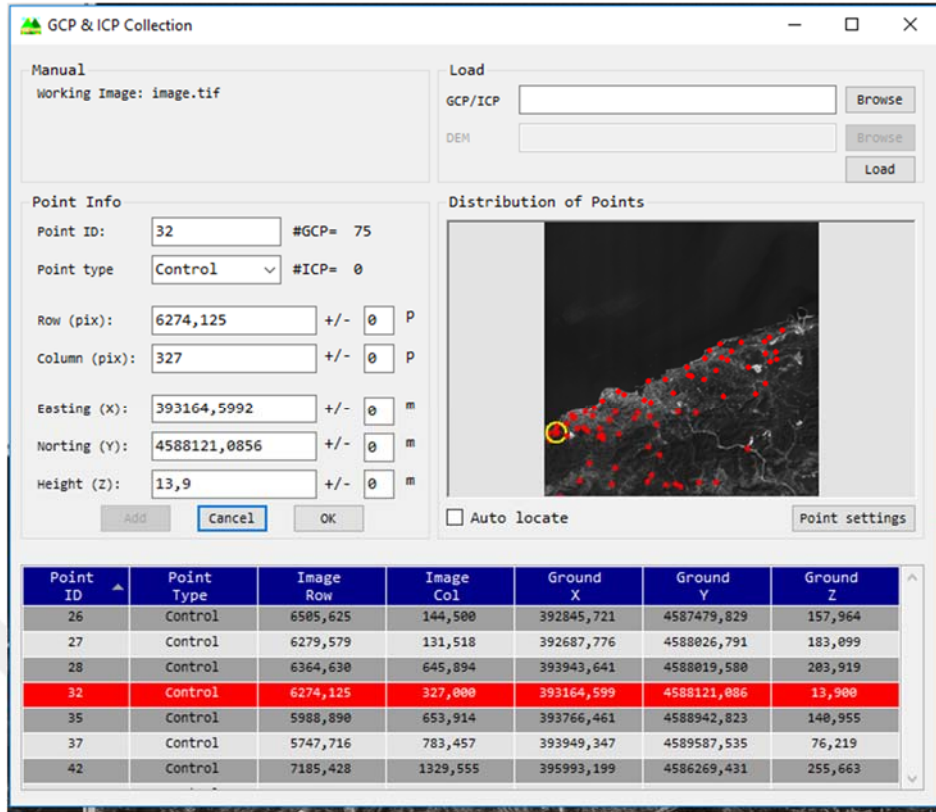 GCP & ICP Collection
Manual
Working Image: image.tif
Load
GCP/ICP Browse
DEM Browse
Load
Point Info
Point ID: 32 #GCP= 75
Point type Control #ICP= 0
Row (pix): 6274,125 +/- 0 P
Column (pix): 327 +/- 0 p
Easting (X): 393164,5992 +/- 0 m
Norting (Y): 4588121,0856 +/- 0 m
Height (Z): 13,9 +/- 0 m
Add Cancel OK
Distribution of Points
Auto locate Point settings
Point ID Point Type Image Row Image Col Ground X Ground Y Ground Z
26 Control 6505,625 144,500 392845,721 4587479,829 157,964
27 Control 6279,579 131,518 392687,776 4588026,791 183,099
28 Control 6364,630 645,894 393943,641 4588019,580 203,919
32 Control 6274,125 327,000 393164,599 4588121,086 13,900
35 Control 5988,890 653,914 393766,461 4588942,823 140,955
37 Control 5747,716 783,457 393949,347 4589587,535 76,219
42 Control 7185,428 1329,555 395993,199 4586269,431 255,663